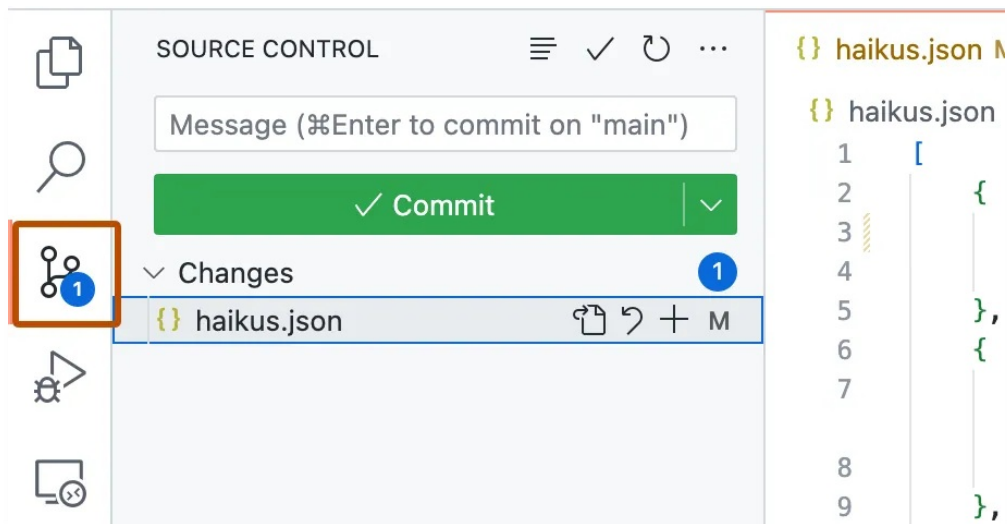 SOURCE CONTROL
Message (⌘Enter to commit on "main")
Commit
1
Changes 1
{} haikus.json M
{} haikus.json
{} haikus.json
1 [
2 {
3
4
5 },
6 {
7
8
9 },